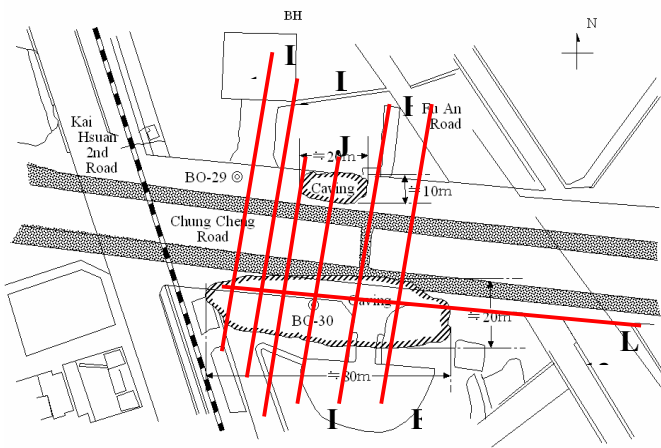 BH
N
I
I
F
Fu An
Road
Kai
Hsuan
2nd
Road
J
≒20m
BO-29
Caving
≒10m
Chung Cheng
Road
Caving
BO-30
≒20m
L
≒80m
I
F